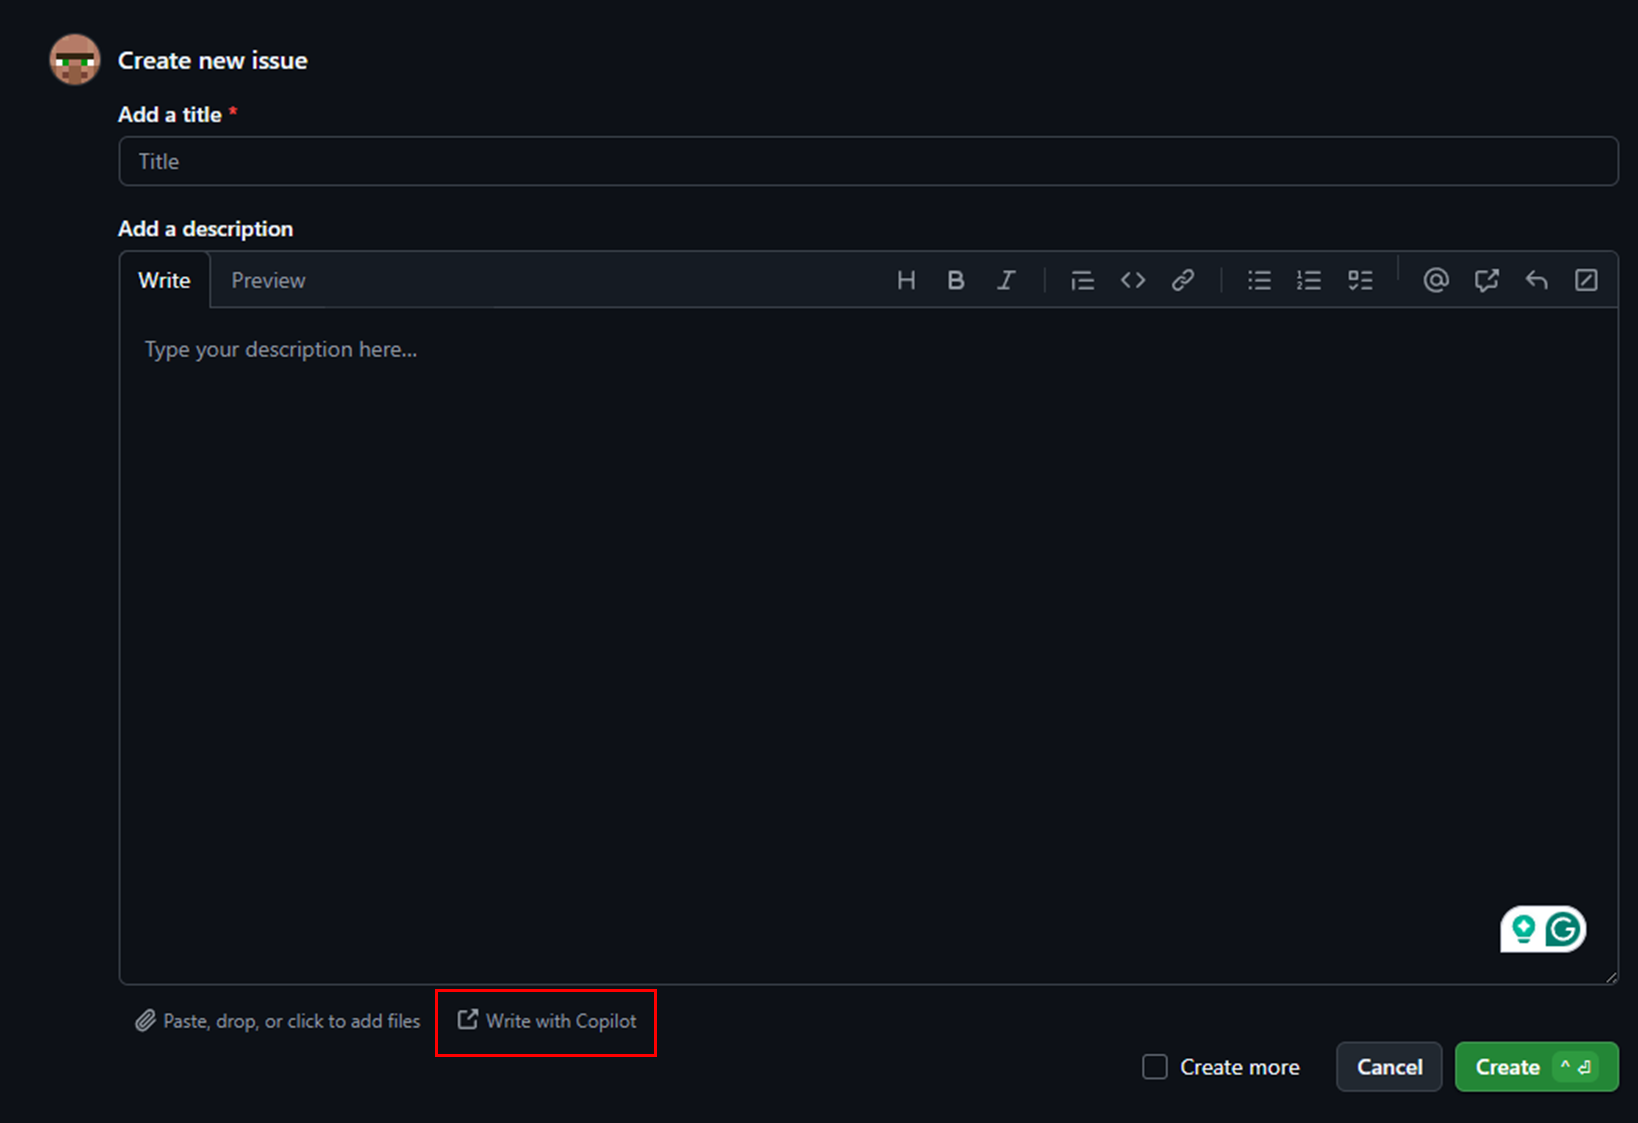 Create new issue
Add a title *
Title
Add a description
Write Preview
Type your description here...
Paste, drop, or click to add files Write with Copilot
Create more Cancel Create